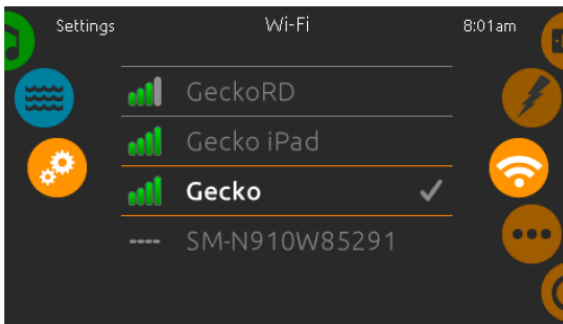 Settings Wi-Fi 8:01am
GeckoRD
Gecko iPad
Gecko
SM-N910W85291